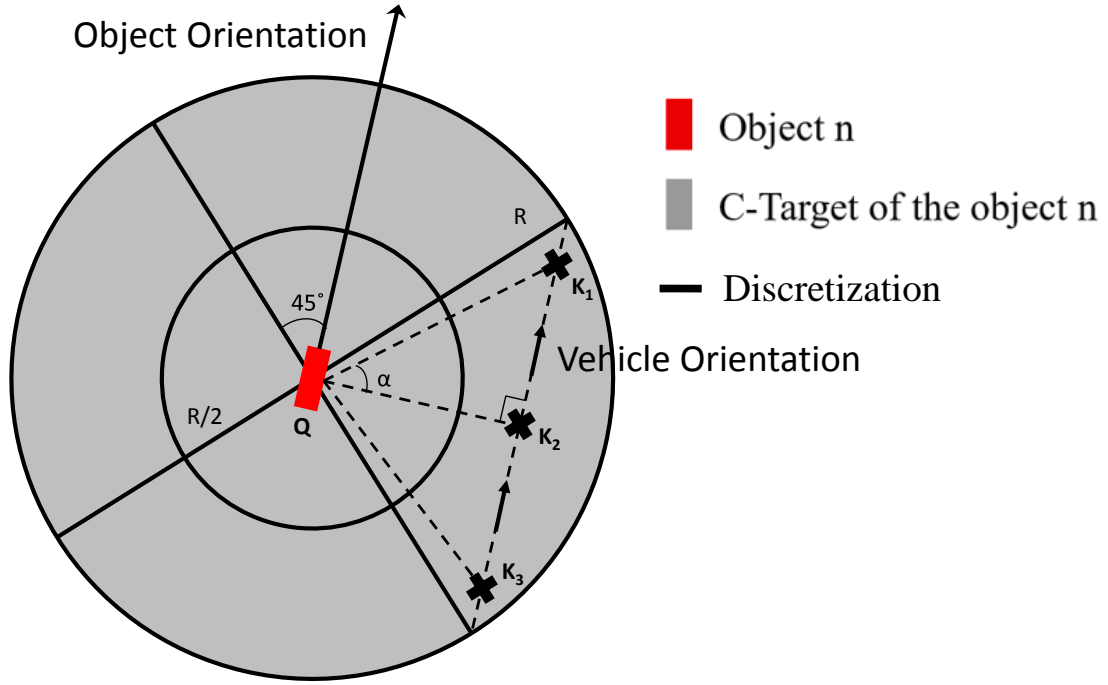 Object Orientation
Object n
C-Target of the object n
R
K₁
Discretization
45°
Vehicle Orientation
α
R/2
Q
K₂
K₃